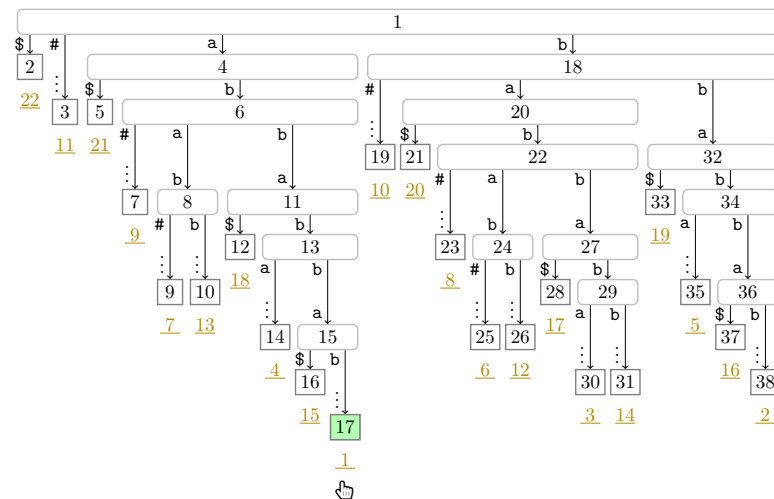 1
$ # a b
2 4 18
22 ⋮ $ b # a b
3 5 6 20
11 21 # a b ⋮ $ b a
19 21 22 32
10 20 # a b $ b
⋮ b a ⋮ b a
7 8 11 33 34
9 # b $ b 19 a b
⋮ ⋮ 12 13 23 24 27 ⋮ a
9 10 18 a b 8 # b $ b 35 36
7 13 ⋮ a ⋮ ⋮ 28 29 5 $ b
14 15 25 26 17 a b 37 ⋮
4 $ b 6 12 ⋮ ⋮ 16 38
16 ⋮ 30 31 2
15 17 3 14
1